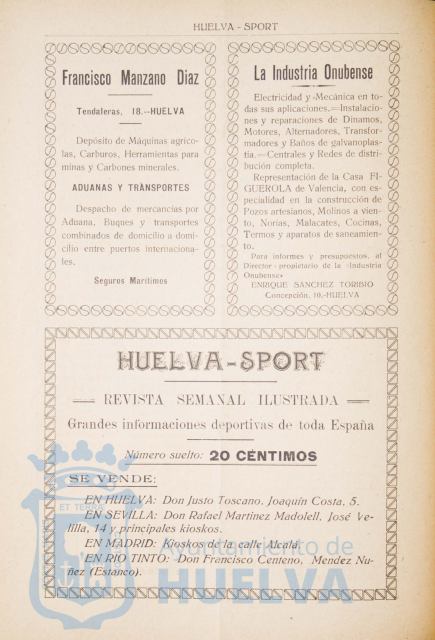 HUELVA - SPORT
Francisco Manzano Diaz
Tendaleras, 18.--HUELVA
Depósito de Máquinas agrico-
las, Carburos, Herramientas para
minas y Carbones minerales.
ADUANAS Y TRANSPORTES
Despacho de mercancías por
Aduana, Buques y transportes
combinados de domicilio a domi-
cilio entre puertos internaciona-
les.
Seguros Marítimos
La Industria Onubense
Electricidad y Mecánica en to-
das sus aplicaciones.—Instalacio-
nes y reparaciones de Dinamos,
Motores, Alternadores, Transfor-
madores y Baños de galvanoplas-
tia.—Centrales y Redes de distri-
bución completa.
Representación de la Casa FI-
GUEROLA de Valencia, con es-
pecialidad en la construcción de
Pozos artesianos, Molinos a vien-
to, Norias, Malacates, Cocinas,
Termos y aparatos de saneamien-
to.
Para informes y presupuestos, al
Director - propietario de la «Industria
Onubense»
ENRIQUE SANCHEZ TORIBIO
Concepción, 10.-HUELVA
HUELVA-SPORT
REVISTA SEMANAL ILUSTRADA
Grandes informaciones deportivas de toda España
Número suelto: 20 CÉNTIMOS
SE VENDE:
EN HUELVA: Don Justo Toscano, Joaquín Costa, 5.
EN SEVILLA: Don Rafael Martinez Madolell, José Ve-
lilla, 14 y principales kioskos.
EN MADRID: Kioskos de la calle Alcalá.
EN RIO TINTO: Don Francisco Centeno, Mendez Nu-
ñez (Estanco).
ET TERRA
Ayuntamiento de
HUELVA